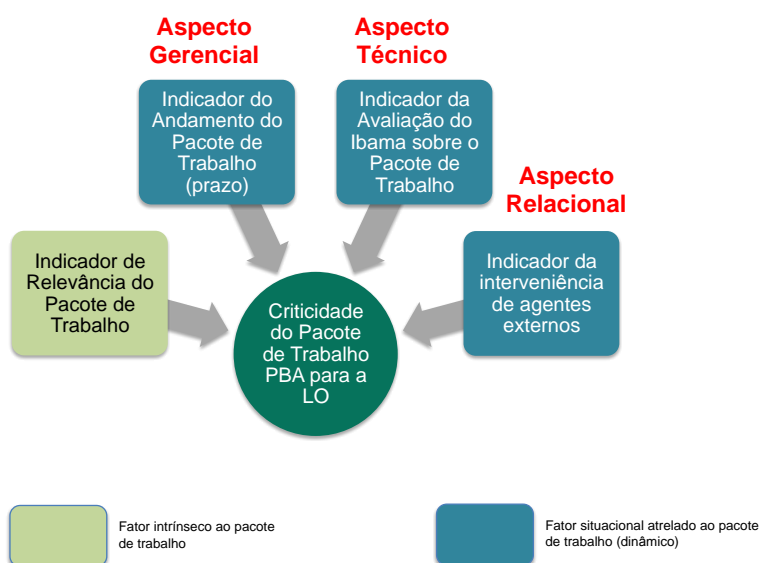 Aspecto
Gerencial
Aspecto
Técnico
Indicador do
Andamento do
Pacote de
Trabalho
(prazo)
Indicador da
Avaliação do
Ibama sobre o
Pacote de
Trabalho
Aspecto
Relacional
Indicador de
Relevância do
Pacote de
Trabalho
Indicador da
interveniência
de agentes
externos
Criticidade
do Pacote
de Trabalho
PBA para a
LO
Fator intrínseco ao pacote
de trabalho
Fator situacional atrelado ao pacote
de trabalho (dinâmico)